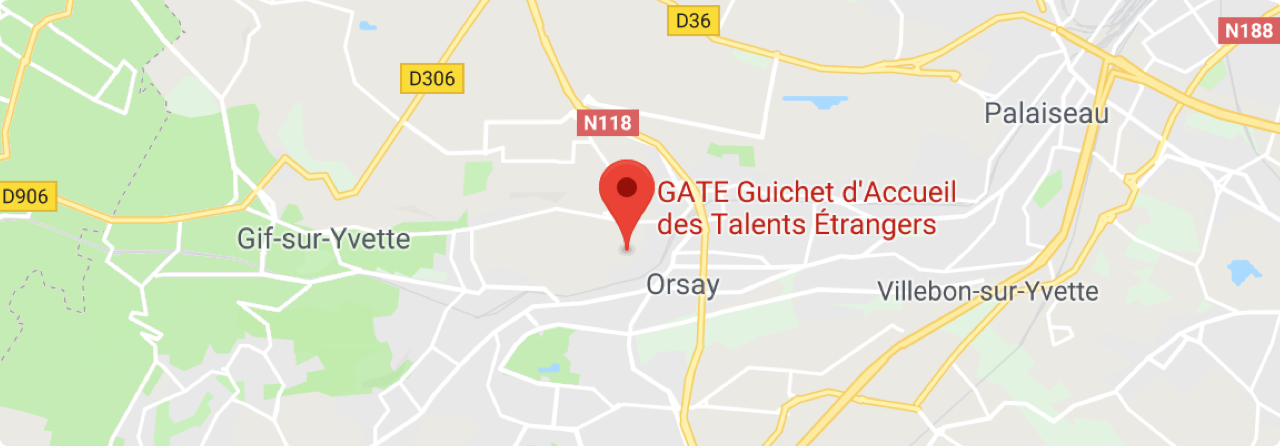 D36
N188
D306
Palaiseau
N118
D906
GATE Guichet d'Accueil
des Talents Étrangers
Gif-sur-Yvette
Orsay
Villebon-sur-Yvette